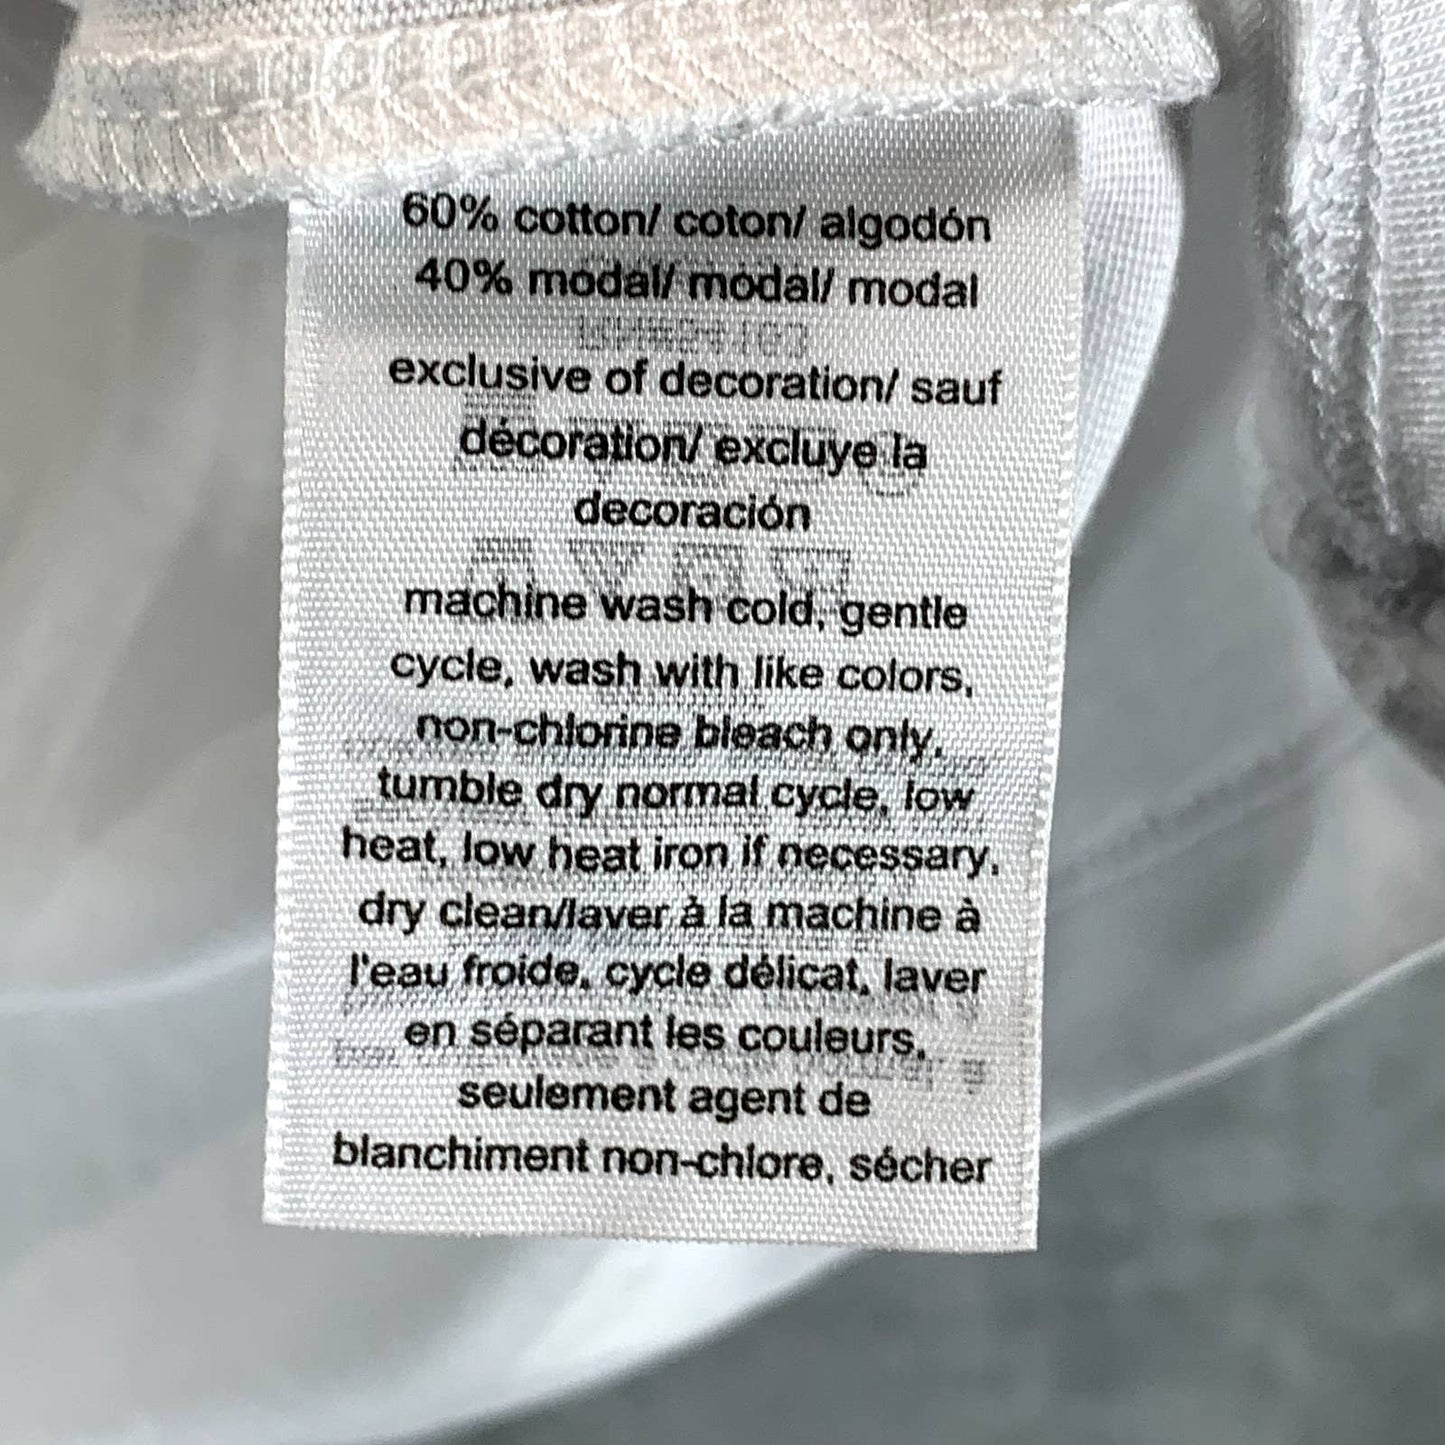 60% cotton/ coton/ algodón
40% modal/ modal/ modal
exclusive of decoration/ sauf
décoration/ excluye la
decoración
machine wash cold, gentle
cycle, wash with like colors,
non-chlorine bleach only,
tumble dry normal cycle, low
heat, low heat iron if necessary,
dry clean/laver à la machine à
l'eau froide, cycle délicat, laver
en séparant les couleurs,
seulement agent de
blanchiment non-chlore, sécher